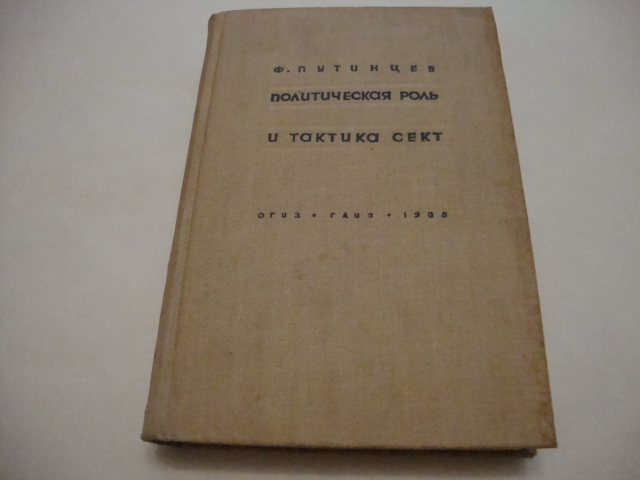 Ф. ПУТИНЦЕВ
ПОЛИТИЧЕСКАЯ РОЛЬ
И ТАКТИКА СЕКТ
ОГИЗ • ГАИЗ • 1935